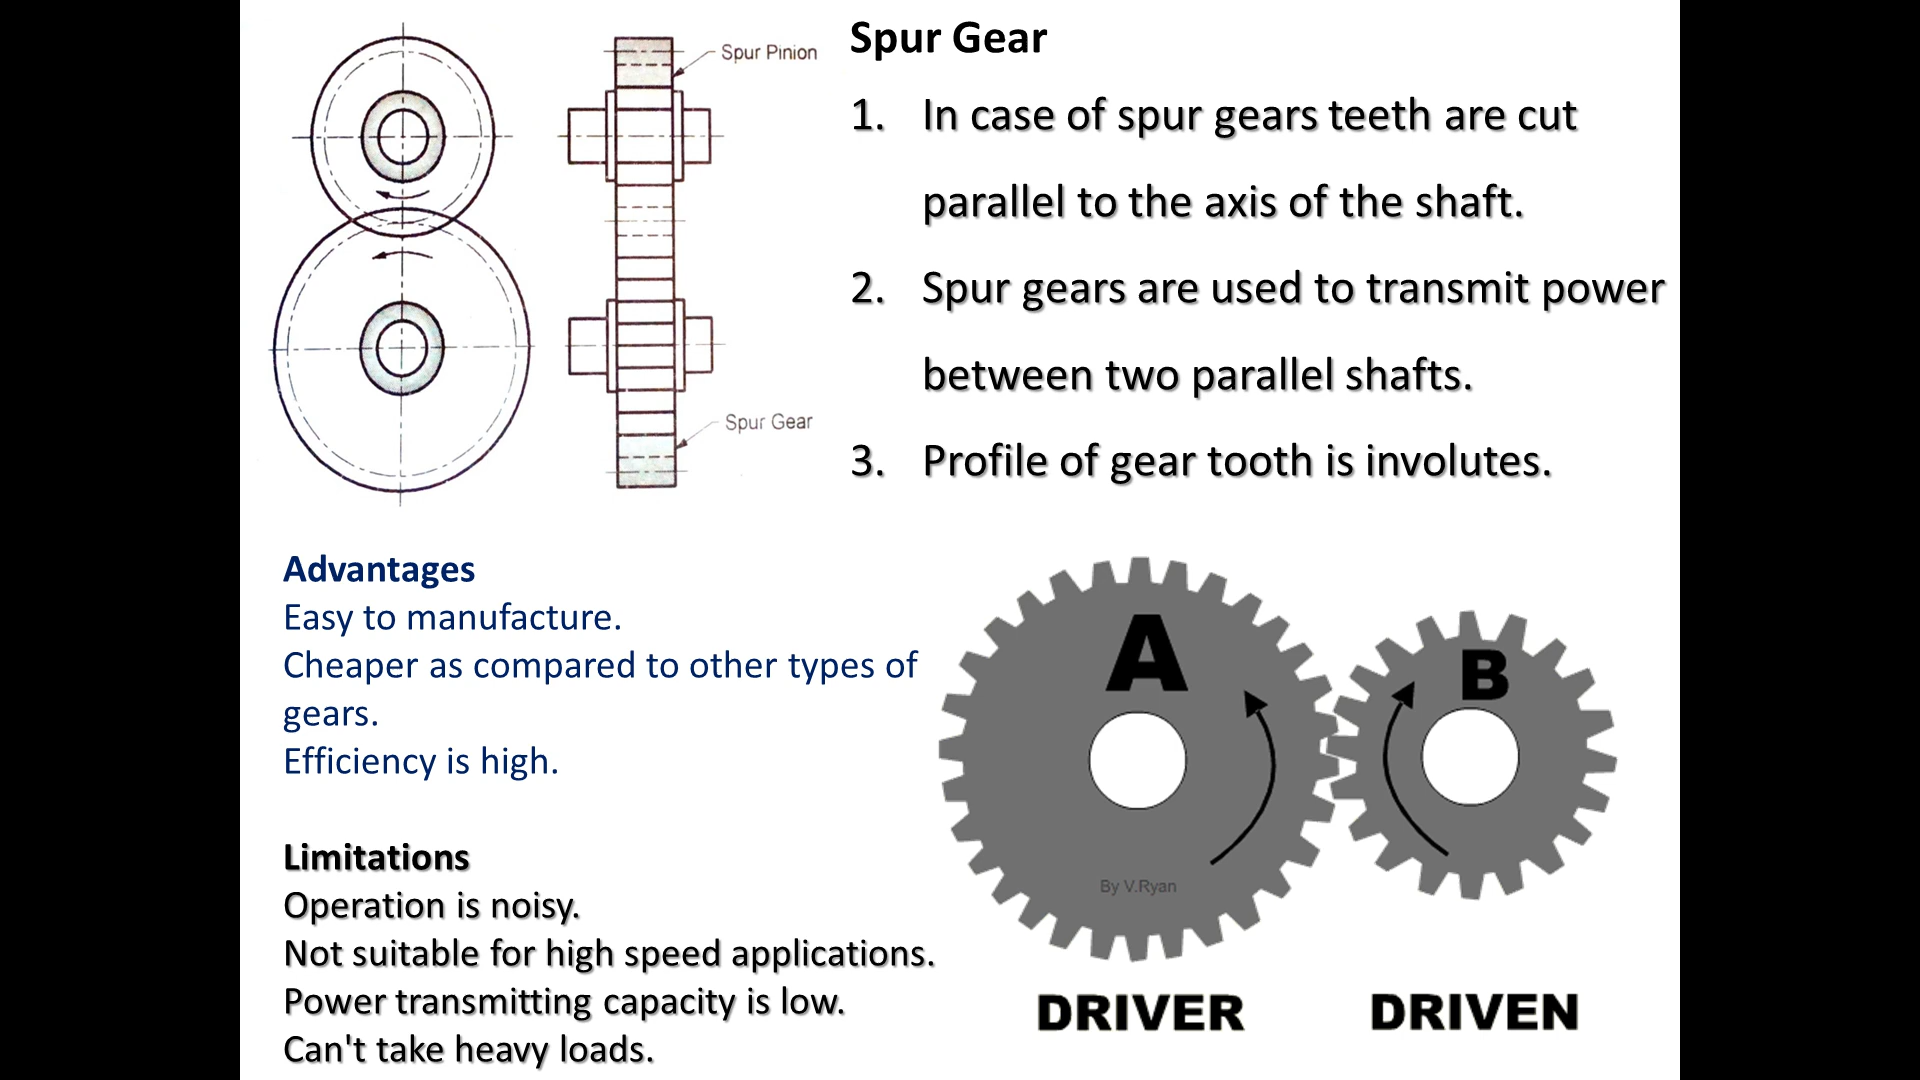 Spur Pinion
Spur Gear
Spur Gear
1. In case of spur gears teeth are cut
parallel to the axis of the shaft.
2. Spur gears are used to transmit power
between two parallel shafts.
3. Profile of gear tooth is involutes.
Advantages
Easy to manufacture.
Cheaper as compared to other types of
gears.
Efficiency is high.
Limitations
Operation is noisy.
Not suitable for high speed applications.
Power transmitting capacity is low.
Can't take heavy loads.
A
B
By V.Ryan
DRIVER
DRIVEN